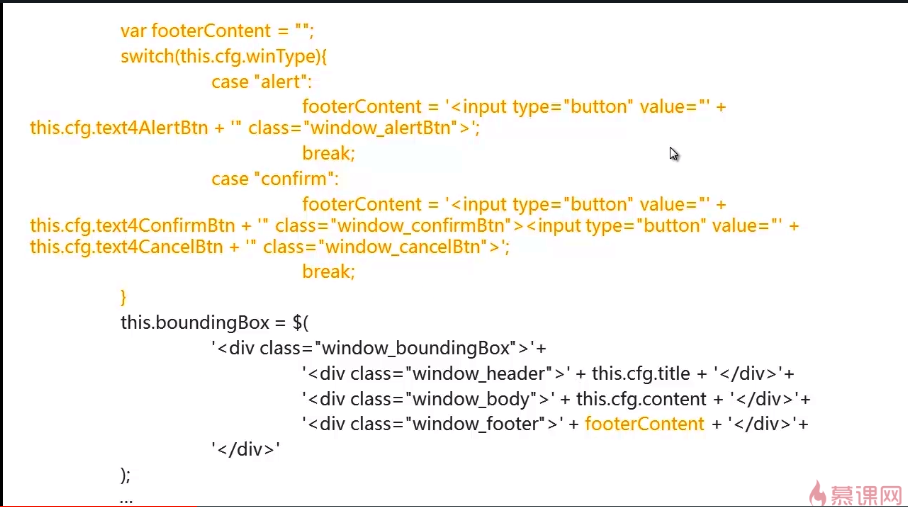 var footerContent = "";
switch(this.cfg.winType){
case "alert":
footerContent = '<input type="button" value="' +
this.cfg.text4AlertBtn + '" class="window_alertBtn">';
break;
case "confirm":
footerContent = '<input type="button" value="' +
this.cfg.text4ConfirmBtn + '" class="window_confirmBtn"><input type="button" value="' +
this.cfg.text4CancelBtn + '" class="window_cancelBtn">';
break;
}
this.boundingBox = $(
'<div class="window_boundingBox">'+
'<div class="window_header">' + this.cfg.title + '</div>'+
'<div class="window_body">' + this.cfg.content + '</div>'+
'<div class="window_footer">' + footerContent + '</div>'+
'</div>'
);
...
慕课网